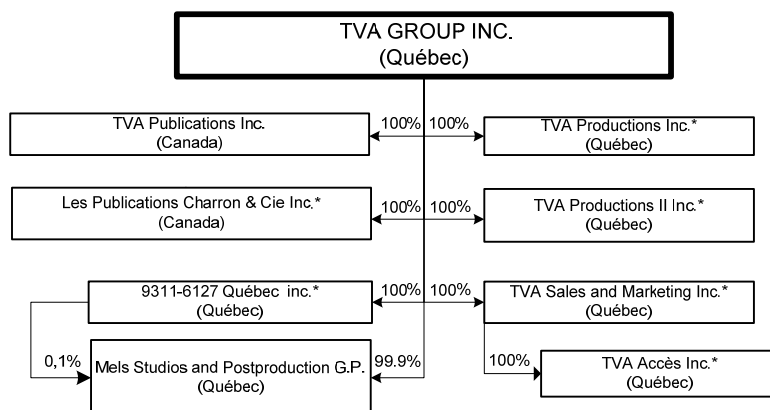 TVA GROUP INC.
(Québec)
TVA Publications Inc.
(Canada)
100%
100%
TVA Productions Inc.*
(Québec)
Les Publications Charron & Cie Inc.*
(Canada)
100%
100%
TVA Productions II Inc.*
(Québec)
9311-6127 Québec inc.*
(Québec)
100%
100%
TVA Sales and Marketing Inc.*
(Québec)
0,1%
Mels Studios and Postproduction G.P.
(Québec)
99.9%
100%
TVA Accès Inc.*
(Québec)